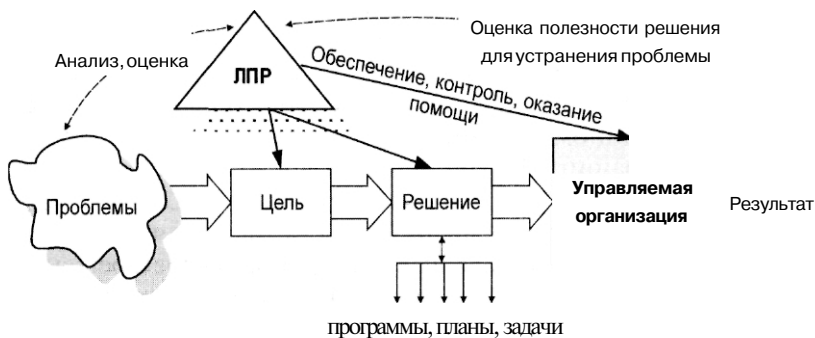 Оценка полезности решения
для устранения проблемы
Анализ, оценка
ЛПР
Обеспечение, контроль, оказание
помощи
Проблемы
Цель
Решение
Управляемая
организация
Результат
программы, планы, задачи